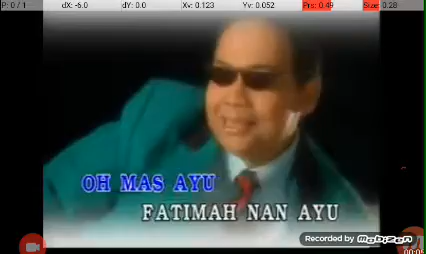 P: 0 / 1 dX: -6.0 dY: 0.0 Xv: 0.123 Yv: 0.052 Prs: 0.49 Size: 0.28
OH MAS AYU
FATIMAH NAN AYU
Recorded by Mobizen